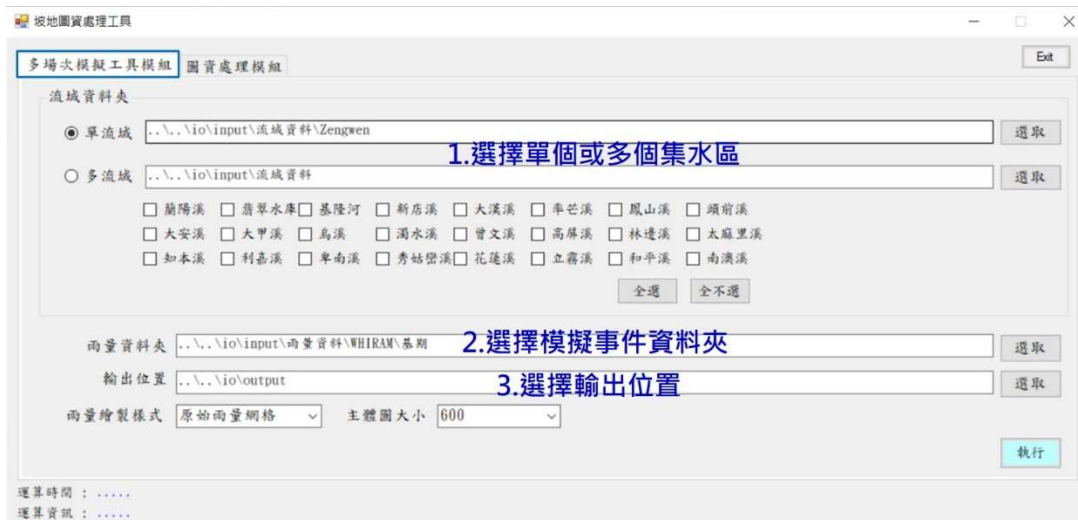 坡地圖資處理工具
多場次模擬工具模組 圖資處理模組 Exit
流域資料夾
單流域 ..\..\io\input\流域資料\Zengwen 選取
1.選擇單個或多個集水區
多流域 ..\..\io\input\流域資料 選取
蘭陽溪 翡翠水庫 基隆河 新店溪 大漢溪 率芒溪 鳳山溪 頭前溪
大安溪 大甲溪 烏溪 濁水溪 曾文溪 高屏溪 林邊溪 太麻里溪
知本溪 利嘉溪 卑南溪 秀姑巒溪 花蓮溪 立霧溪 和平溪 南澳溪
全選 全不選
雨量資料夾 ..\..\io\input\雨量資料\WHIRAM\基期 2.選擇模擬事件資料夾 選取
輸出位置 ..\..\io\output 3.選擇輸出位置 選取
雨量繪製樣式 原始雨量網格 主體圖大小 600
執行
運算時間 : .....
運算資訊 : .....